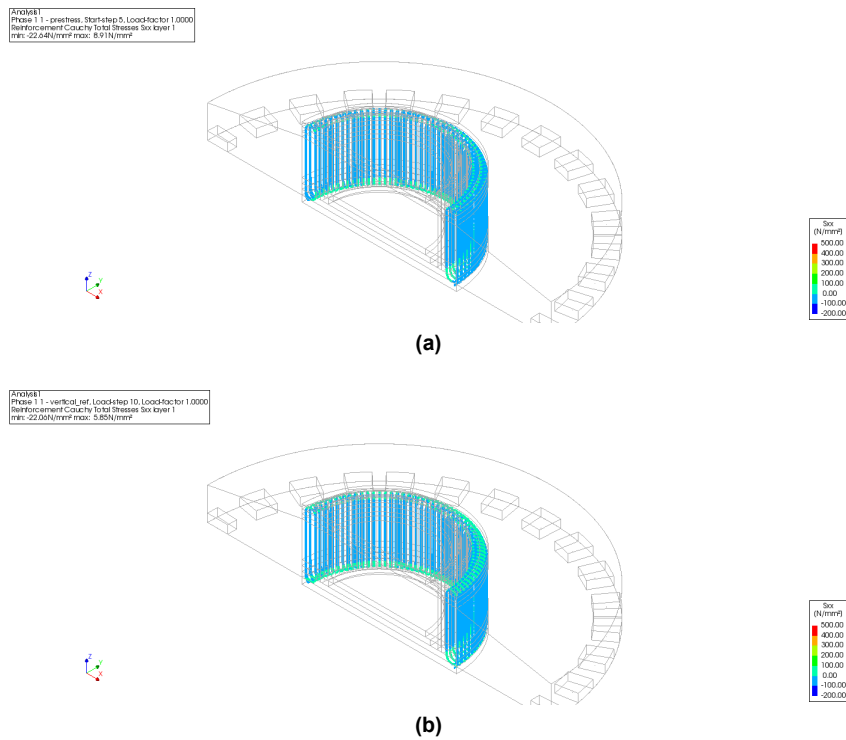 Analysis1
Phase 1 1 - prestress, Start-step 5, Load-factor 1.0000
Reinforcement Cauchy Total Stresses Sxx layer 1
min: -22.64N/mm² max: 8.91N/mm²
Sxx
(N/mm²)
500.00
400.00
300.00
200.00
100.00
0.00
-100.00
-200.00
Z
Y
X
(a)
Analysis1
Phase 1 1 - vertical_ref, Load-step 10, Load-factor 1.0000
Reinforcement Cauchy Total Stresses Sxx layer 1
min: -22.06N/mm² max: 5.85N/mm²
Sxx
(N/mm²)
500.00
400.00
300.00
200.00
100.00
0.00
-100.00
-200.00
Z
Y
X
(b)